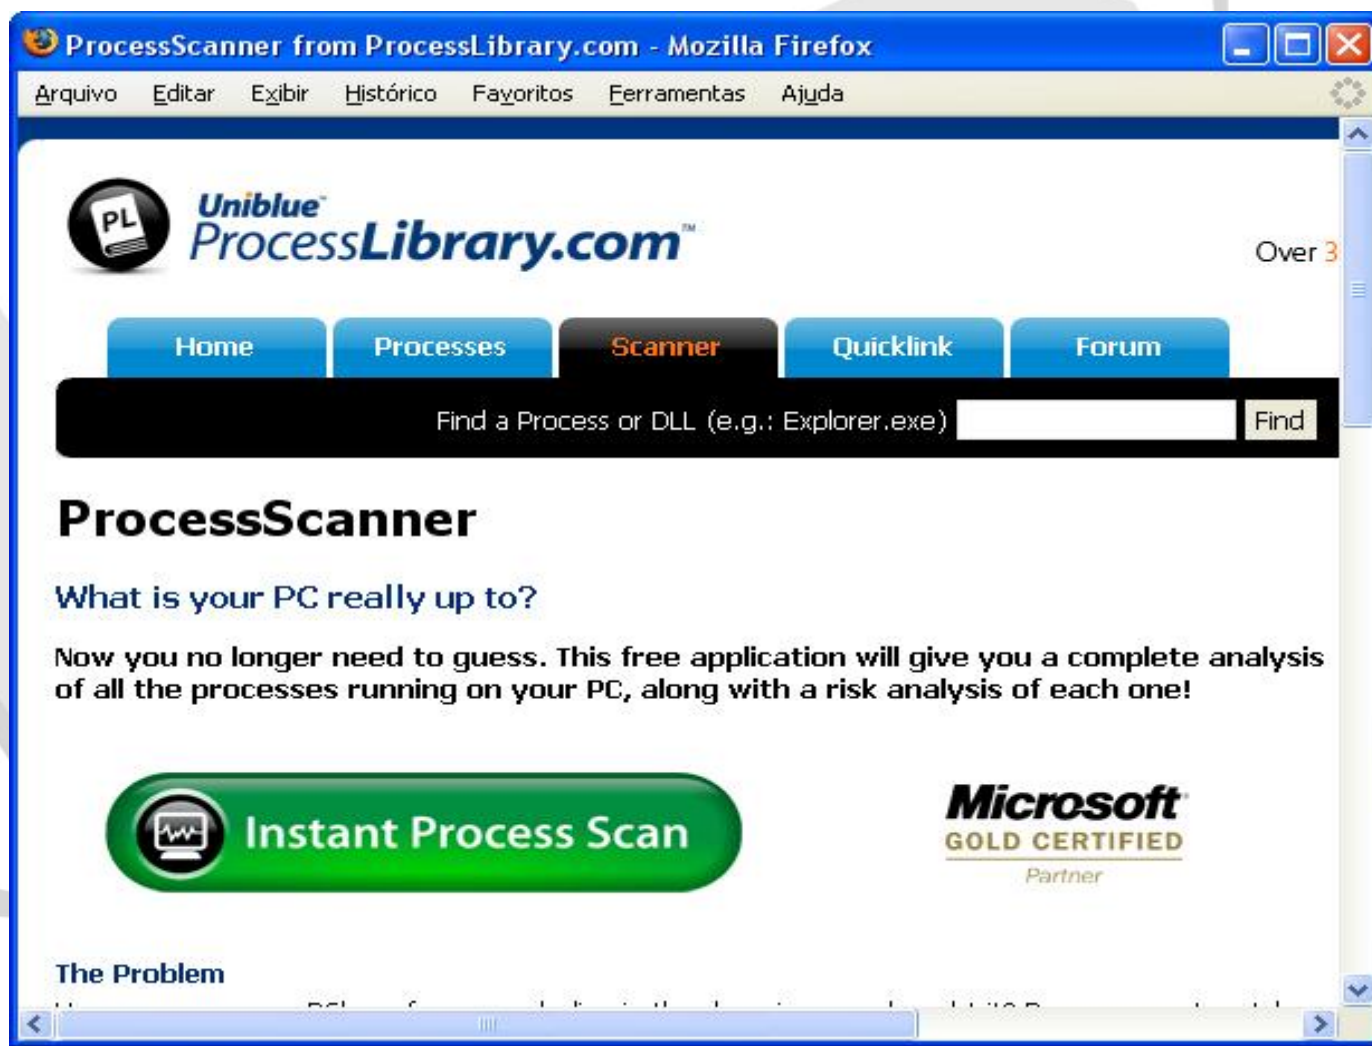 ProcessScanner from ProcessLibrary.com - Mozilla Firefox
Arquivo Editar Exibir Histórico Favoritos Ferramentas Ajuda
PL
Uniblue™
ProcessLibrary.com™
Over 3
Home Processes Scanner Quicklink Forum
Find a Process or DLL (e.g.: Explorer.exe) Find
ProcessScanner
What is your PC really up to?
Now you no longer need to guess. This free application will give you a complete analysis
of all the processes running on your PC, along with a risk analysis of each one!
Instant Process Scan
Microsoft
GOLD CERTIFIED
Partner
The Problem